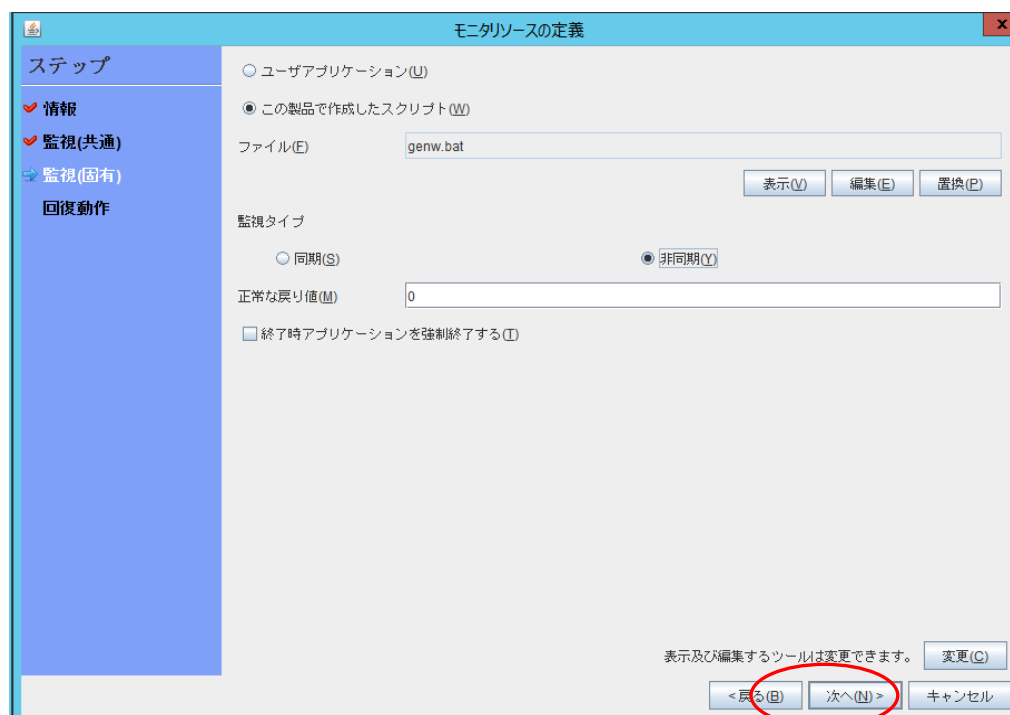 モニタリソースの定義
x
ステップ
情報
監視(共通)
監視(固有)
回復動作
ユーザアプリケーション(U)
この製品で作成したスクリプト(W)
ファイル(F) genw.bat
表示(V) 編集(E) 置換(P)
監視タイプ
同期(S) 非同期(Y)
正常な戻り値(M) 0
終了時アプリケーションを強制終了する(T)
表示及び編集するツールは変更できます。 変更(C)
<戻る(B) 次へ(N)> キャンセル